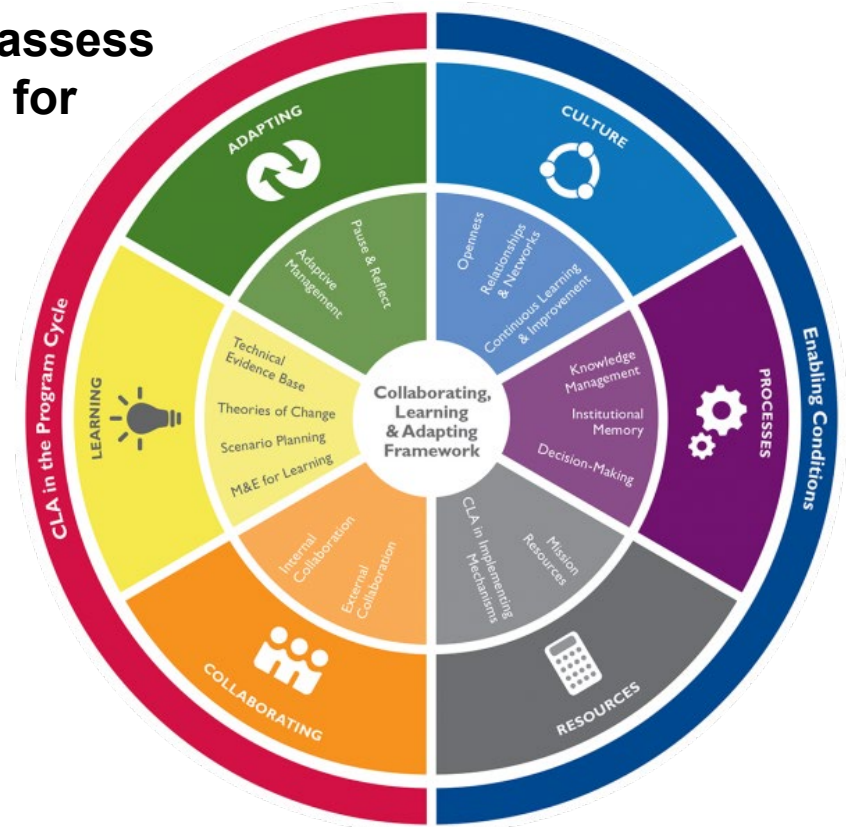 assess
for
CLA in the Program Cycle
Enabling Conditions
ADAPTING
Adaptive
Management
Pause & Reflect
CULTURE
Openness
Relationships
& Networks
Continuous Learning
& Improvement
LEARNING
Technical
Evidence Base
Theories of Change
Scenario Planning
M&E for Learning
Collaborating,
Learning
& Adapting
Framework
PROCESSES
Knowledge
Management
Institutional
Memory
Decision-Making
COLLABORATING
Internal
Collaboration
External
Collaboration
RESOURCES
CLA in Implementing
Mechanisms
Mission
Resources